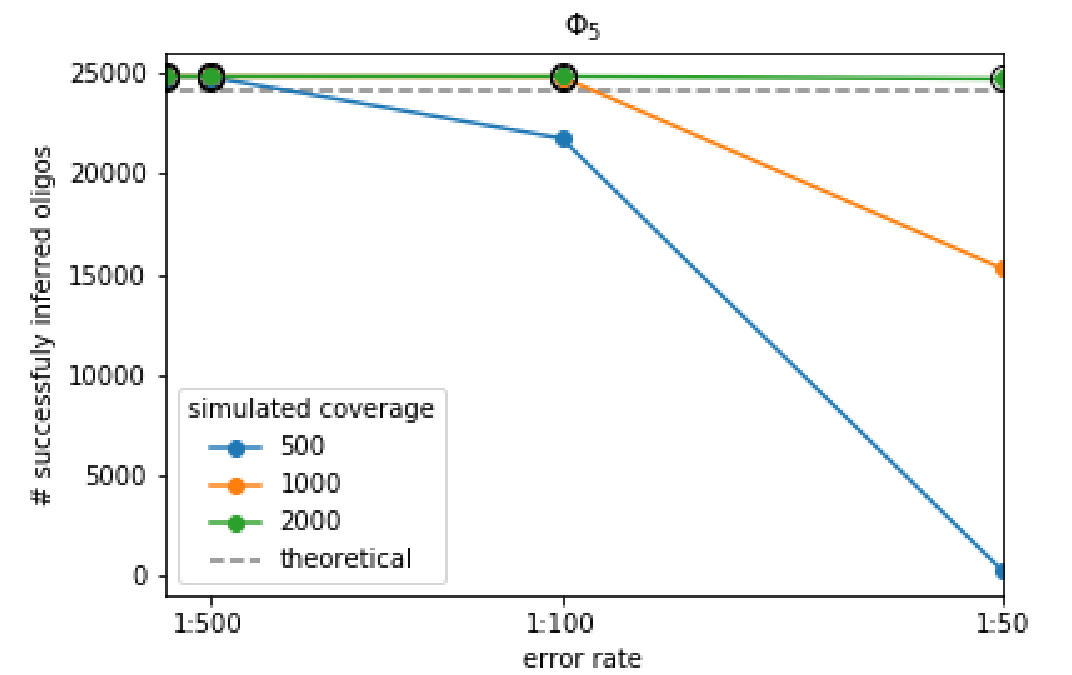 Φ5
25000
20000
15000
10000
5000
0
# successfuly inferred oligos
simulated coverage
500
1000
2000
theoretical
1:500
1:100
1:50
error rate